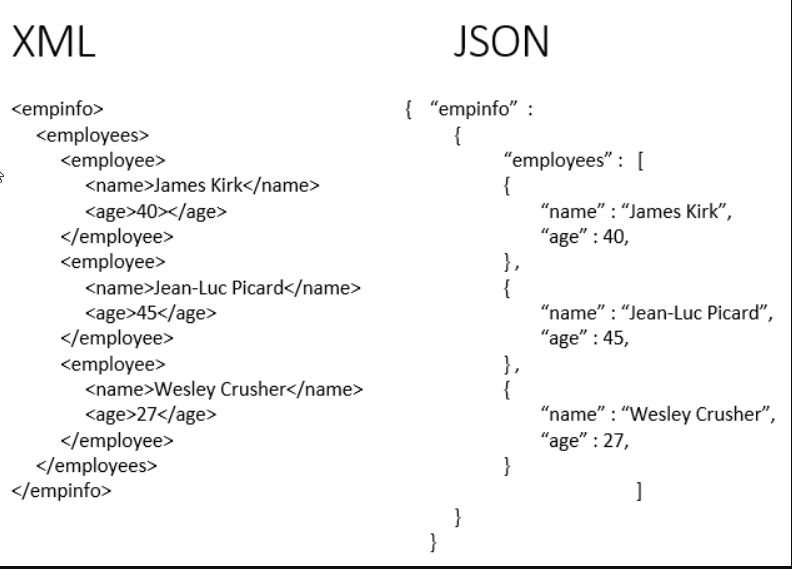 XML
<empinfo>
<employees>
<employee>
<name>James Kirk</name>
<age>40></age>
</employee>
<employee>
<name>Jean-Luc Picard</name>
<age>45</age>
</employee>
<employee>
<name>Wesley Crusher</name>
<age>27</age>
</employee>
</employees>
</empinfo>
JSON
{ “empinfo” :
{
“employees” : [
{
“name” : “James Kirk”,
“age” : 40,
} ,
{
“name” : “Jean-Luc Picard”,
“age” : 45,
} ,
{
“name” : “Wesley Crusher”,
“age” : 27,
}
]
}
}